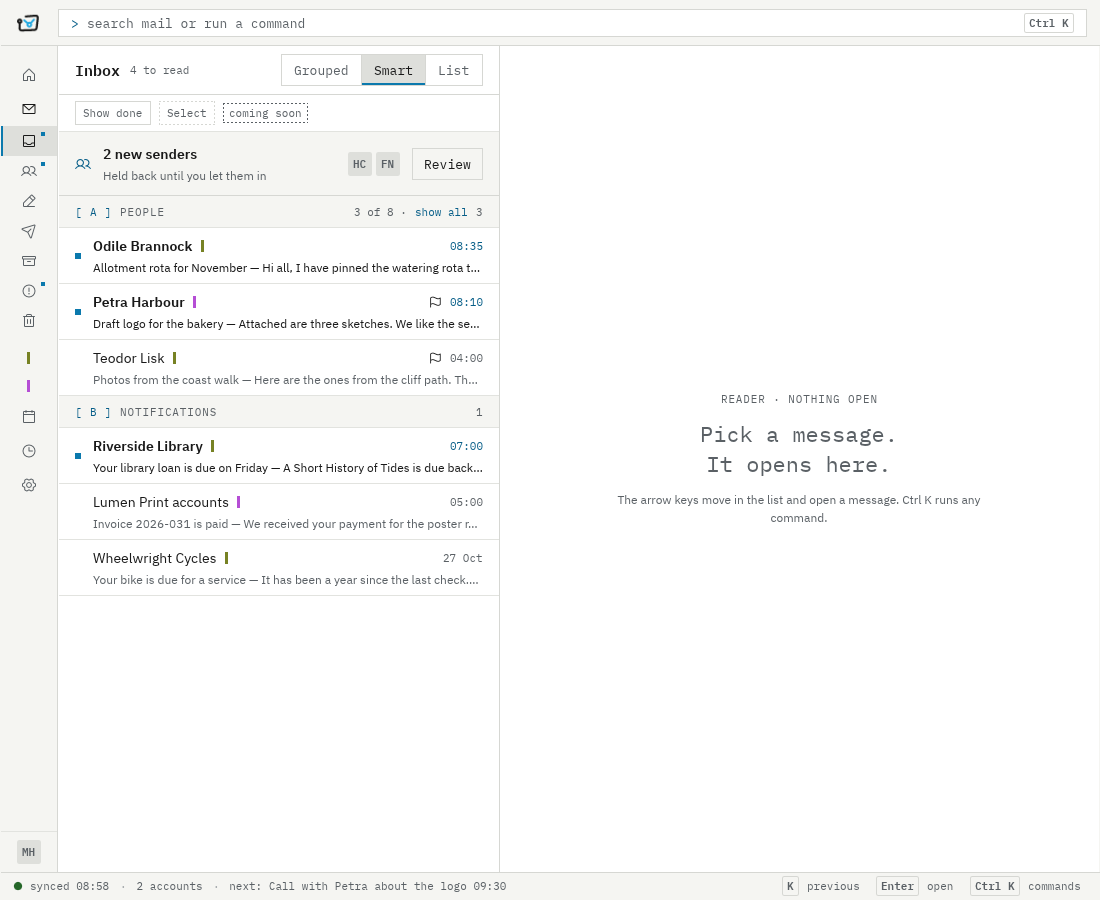 > search mail or run a command Ctrl K
Inbox 4 to read Grouped Smart List
Show done Select coming soon
2 new senders
Held back until you let them in
HC FN Review
[ A ] PEOPLE 3 of 8 · show all 3
Odile Brannock 08:35
Allotment rota for November — Hi all, I have pinned the watering rota t...
Petra Harbour 08:10
Draft logo for the bakery — Attached are three sketches. We like the se...
Teodor Lisk 04:00
Photos from the coast walk — Here are the ones from the cliff path. Th...
[ B ] NOTIFICATIONS 1
Riverside Library 07:00
Your library loan is due on Friday — A Short History of Tides is due back...
Lumen Print accounts 05:00
Invoice 2026-031 is paid — We received your payment for the poster r...
Wheelwright Cycles 27 Oct
Your bike is due for a service — It has been a year since the last check....
READER · NOTHING OPEN
Pick a message.
It opens here.
The arrow keys move in the list and open a message. Ctrl K runs any
command.
MH
synced 08:58 · 2 accounts · next: Call with Petra about the logo 09:30
K previous Enter open Ctrl K commands